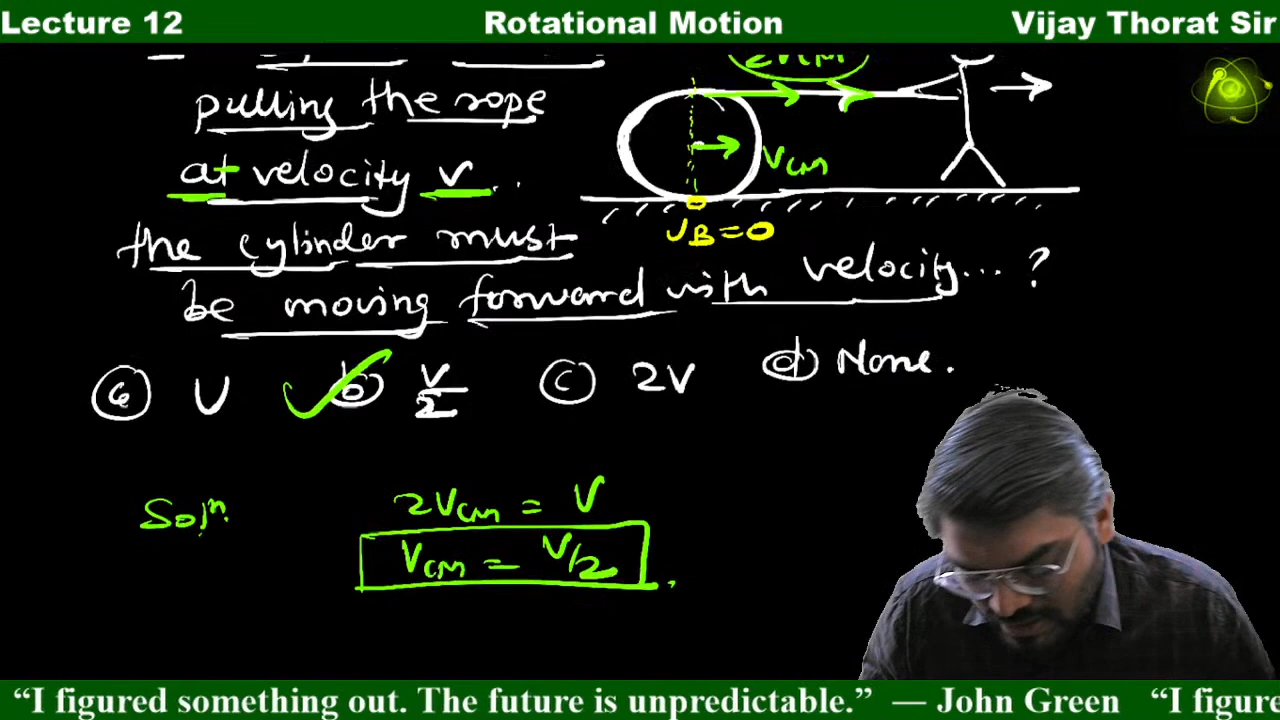 Lecture 12 Rotational Motion Vijay Thorat Sir
2VCM
pulling the rope
at velocity v ..
VCM
VB = 0
the cylinder must
be moving forward with velocity... ?
a V b V/2 c 2V d None.
Soln. 2VCM = V
VCM = V/2 .
“I figured something out. The future is unpredictable.” — John Green “I figure